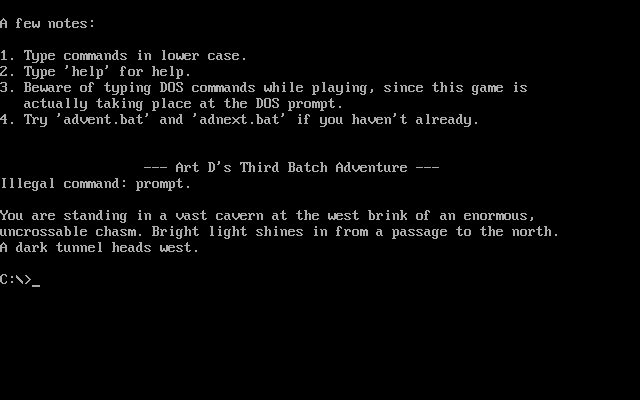 A few notes:
1. Type commands in lower case.
2. Type 'help' for help.
3. Beware of typing DOS commands while playing, since this game is
actually taking place at the DOS prompt.
4. Try 'advent.bat' and 'adnext.bat' if you haven't already.
--- Art D's Third Batch Adventure ---
Illegal command: prompt.
You are standing in a vast cavern at the west brink of an enormous,
uncrossable chasm. Bright light shines in from a passage to the north.
A dark tunnel heads west.
C:\>_